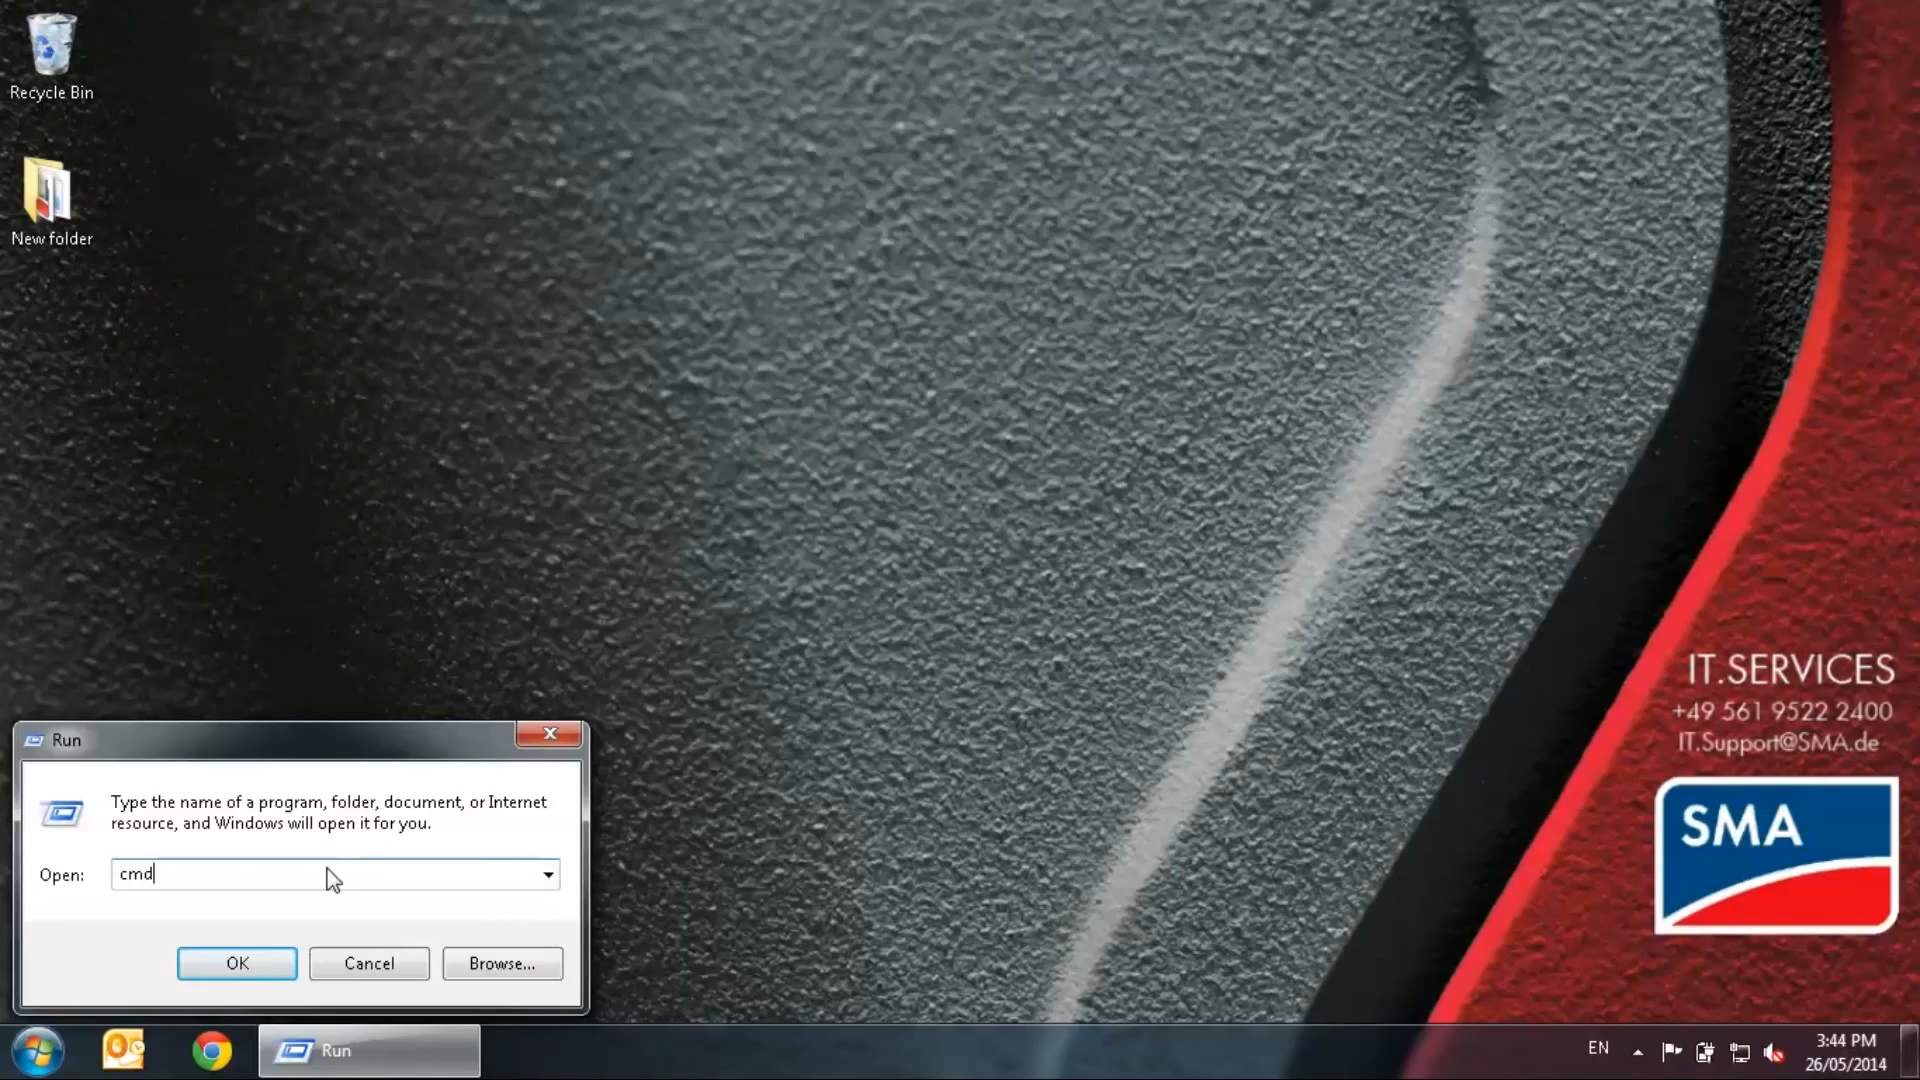 Recycle Bin
New folder
IT.SERVICES
+49 561 9522 2400
IT.Support@SMA.de
SMA
Run
Type the name of a program, folder, document, or Internet
resource, and Windows will open it for you.
Open: cmd
OK Cancel Browse...
Run
EN
3:44 PM
26/05/2014